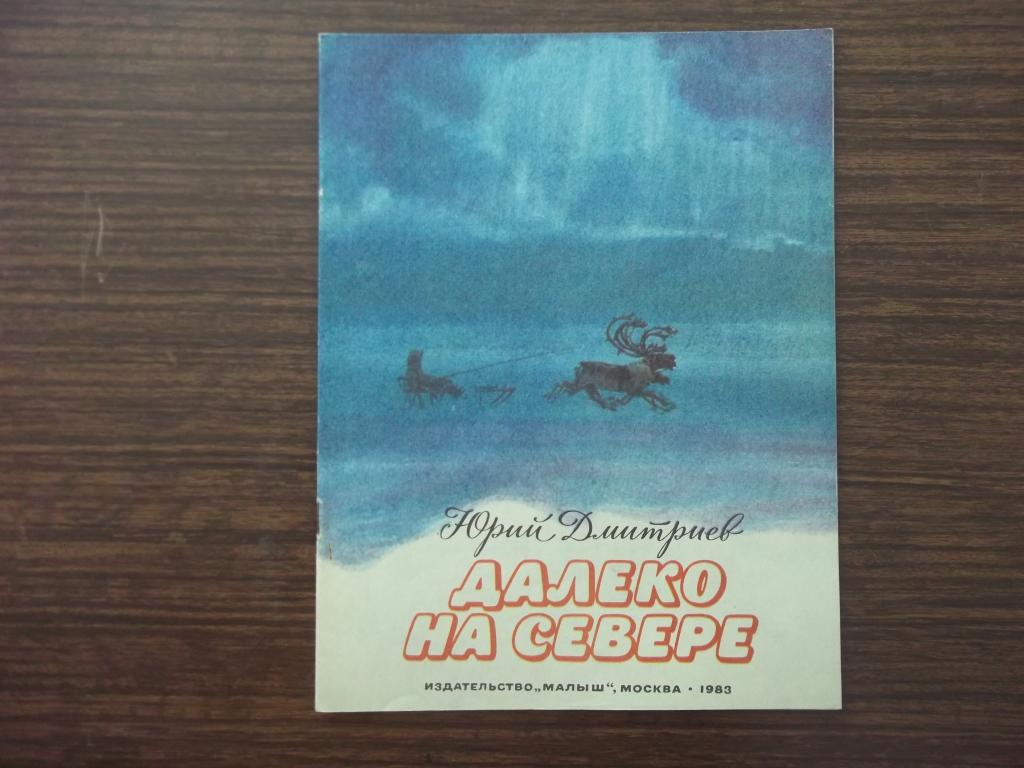 Юрий Дмитриев
ДАЛЕКО
НА СЕВЕРЕ
ИЗДАТЕЛЬСТВО „МАЛЫШ“, МОСКВА • 1983